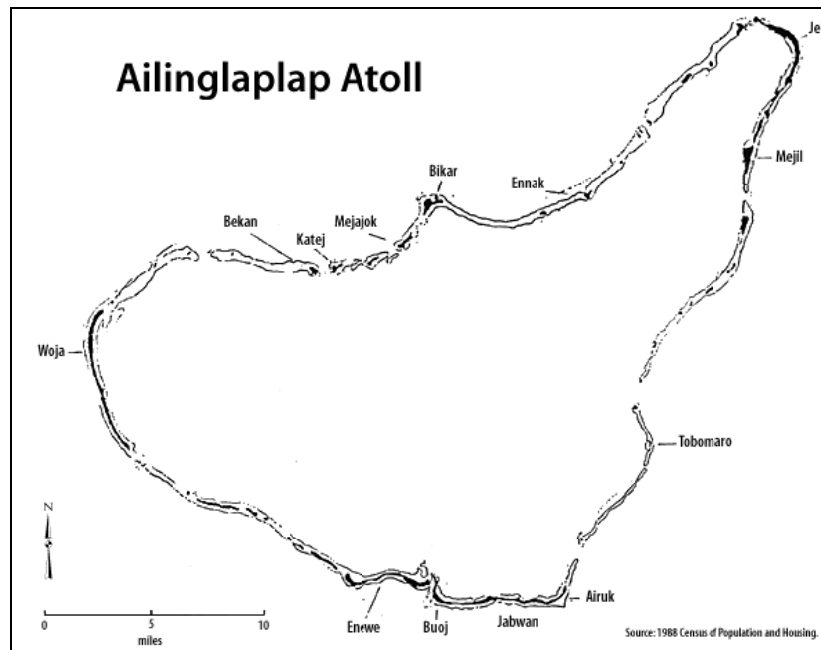 Ailinglaplap Atoll
Je
Mejil
Bikar
Ennak
Mejajok
Bekan
Katej
Woja
Tobomaro
N
0 5 10
miles
Enewe
Buoj
Jabwan
Airuk
Source: 1988 Census of Population and Housing.